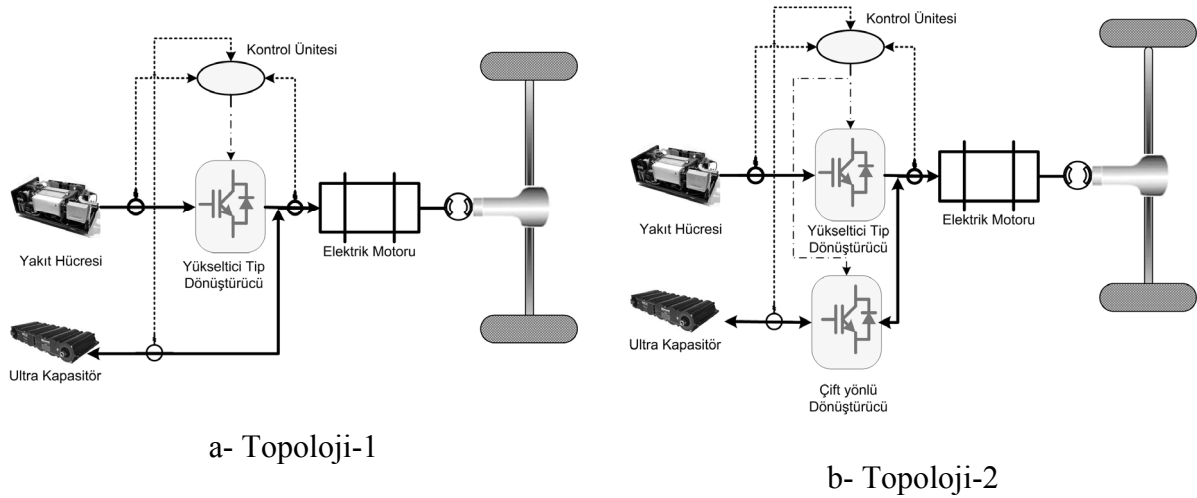 Kontrol Ünitesi
Yakıt Hücresi
Yükseltici Tip
Dönüştürücü
Elektrik Motoru
Ultra Kapasitör
a- Topoloji-1
Kontrol Ünitesi
Yakıt Hücresi
Yükseltici Tip
Dönüştürücü
Elektrik Motoru
Ultra Kapasitör
Çift yönlü
Dönüştürücü
b- Topoloji-2